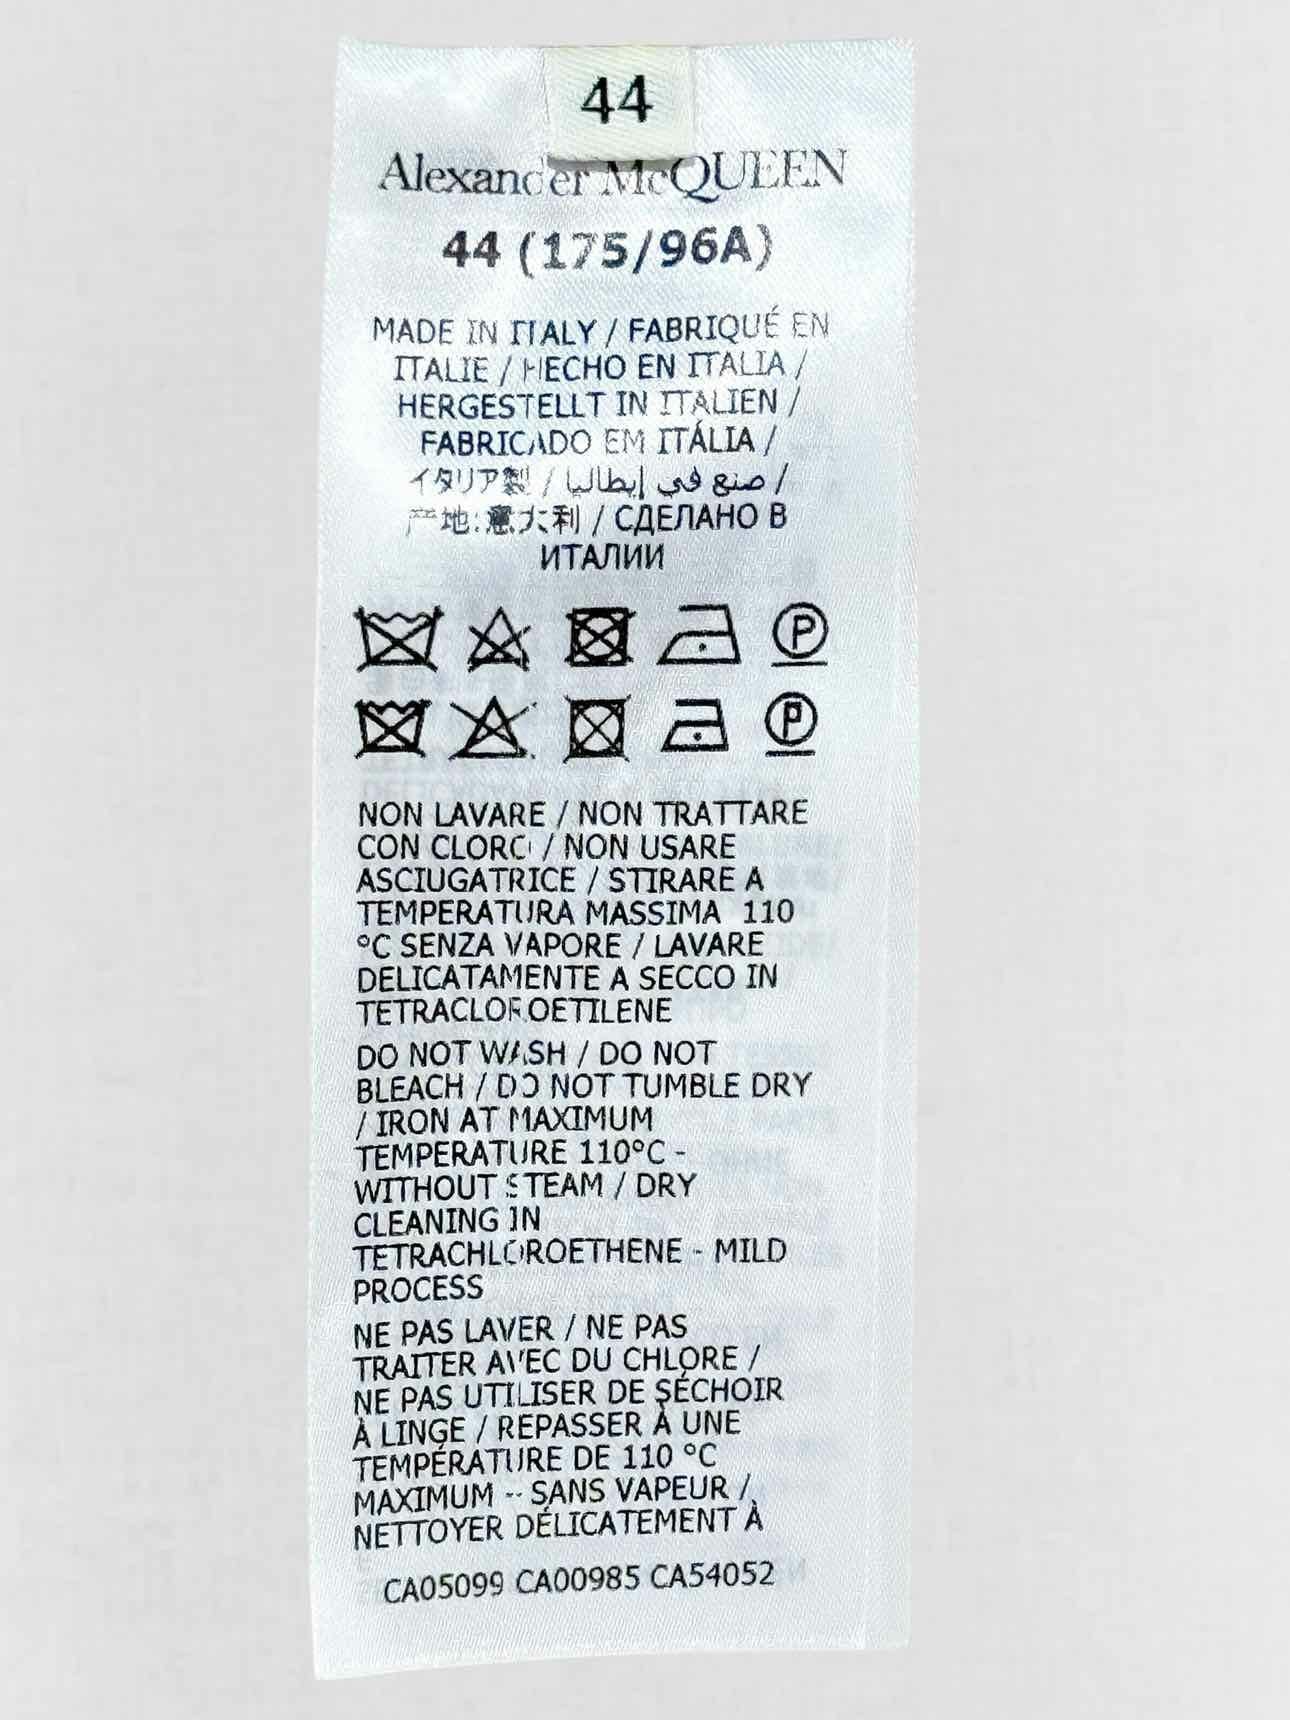 44
Alexander McQUEEN
44 (175/96A)
MADE IN ITALY / FABRIQUÉ EN
ITALIE / HECHO EN ITALIA /
HERGESTELLT IN ITALIEN /
FABRICADO EM ITÁLIA /
イタリア製 / صنع في إيطاليا /
产地:意大利 / СДЕЛАНО В
ИТАЛИИ
P
P
NON LAVARE / NON TRATTARE
CON CLORO / NON USARE
ASCIUGATRICE / STIRARE A
TEMPERATURA MASSIMA 110
°C SENZA VAPORE / LAVARE
DELICATAMENTE A SECCO IN
TETRACLOROETILENE
DO NOT WASH / DO NOT
BLEACH / DO NOT TUMBLE DRY
/ IRON AT MAXIMUM
TEMPERATURE 110°C -
WITHOUT STEAM / DRY
CLEANING IN
TETRACHLOROETHENE - MILD
PROCESS
NE PAS LAVER / NE PAS
TRAITER AVEC DU CHLORE /
NE PAS UTILISER DE SÉCHOIR
À LINGE / REPASSER À UNE
TEMPÉRATURE DE 110 °C
MAXIMUM - SANS VAPEUR /
NETTOYER DÉLICATEMENT À
CA05099 CA00985 CA54052